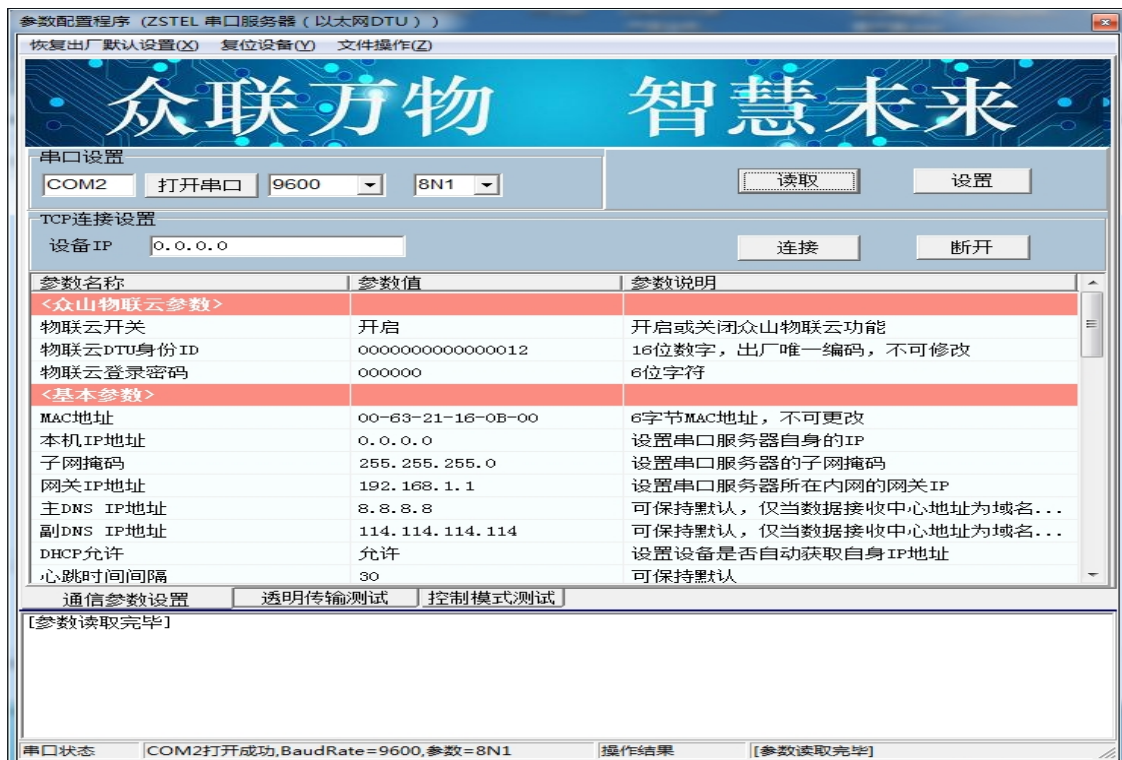 参数配置程序（ZSTEL 串口服务器（以太网DTU））
恢复出厂默认设置(X) 复位设备(Y) 文件操作(Z)
众联万物 智慧未来
串口设置
COM2 打开串口 9600 8N1 读取 设置
TCP连接设置
设备IP 0.0.0.0 连接 断开
参数名称 参数值 参数说明
<众山物联云参数>
物联云开关 开启 开启或关闭众山物联云功能
物联云DTU身份ID 0000000000000012 16位数字，出厂唯一编码，不可修改
物联云登录密码 000000 6位字符
<基本参数>
MAC地址 00-63-21-16-0B-00 6字节MAC地址，不可更改
本机IP地址 0.0.0.0 设置串口服务器自身的IP
子网掩码 255.255.255.0 设置串口服务器的子网掩码
网关IP地址 192.168.1.1 设置串口服务器所在内网的网关IP
主DNS IP地址 8.8.8.8 可保持默认，仅当数据接收中心地址为域名...
副DNS IP地址 114.114.114.114 可保持默认，仅当数据接收中心地址为域名...
DHCP允许 允许 设置设备是否自动获取自身IP地址
心跳时间间隔 30 可保持默认
通信参数设置 透明传输测试 控制模式测试
[参数读取完毕]
串口状态 COM2打开成功,BaudRate=9600,参数=8N1 操作结果 [参数读取完毕]